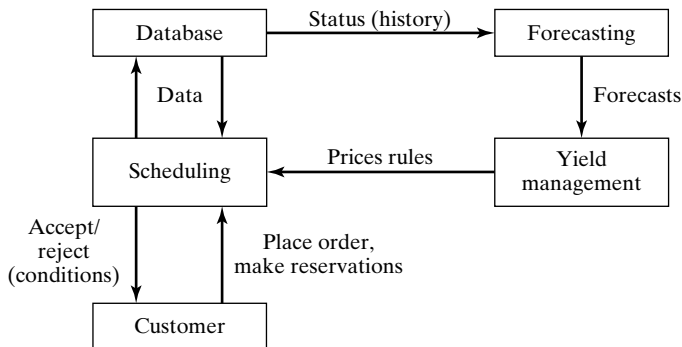 Database
Status (history)
Forecasting
Data
Forecasts
Scheduling
Prices rules
Yield
management
Accept/
reject
(conditions)
Place order,
make reservations
Customer